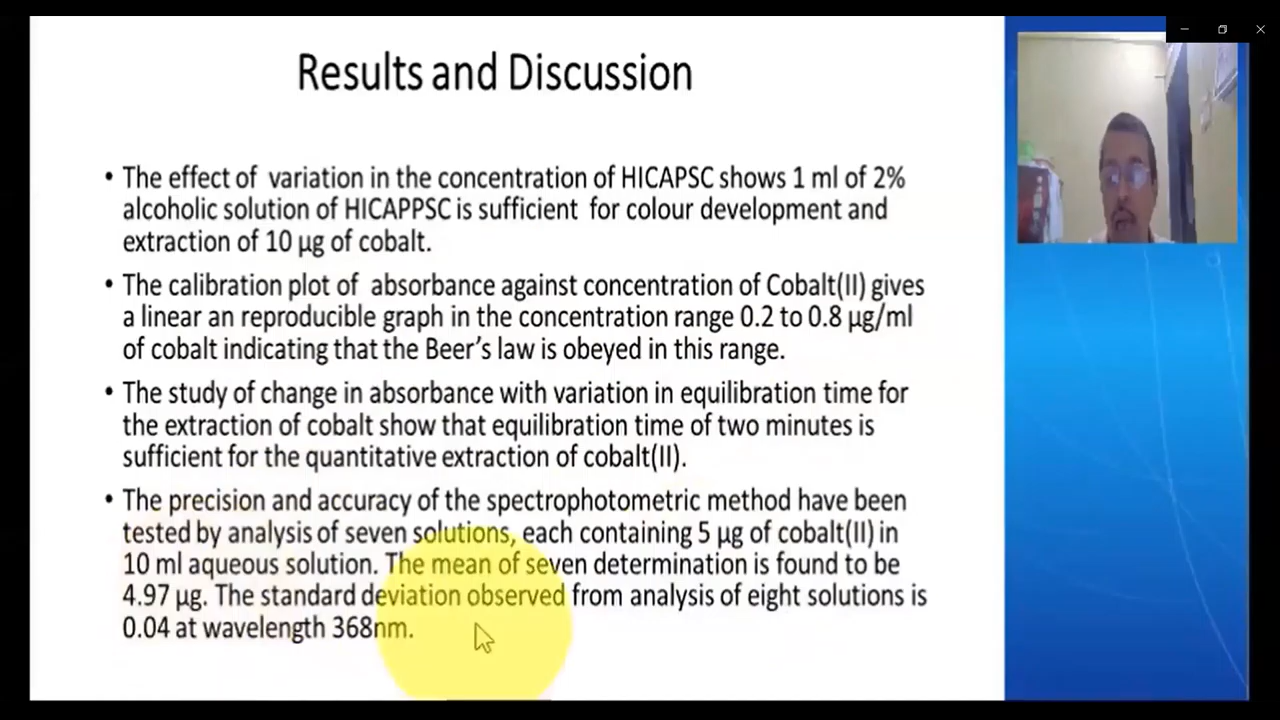 Results and Discussion
• The effect of variation in the concentration of HICAPSC shows 1 ml of 2%
alcoholic solution of HICAPPSC is sufficient for colour development and
extraction of 10 µg of cobalt.
• The calibration plot of absorbance against concentration of Cobalt(II) gives
a linear an reproducible graph in the concentration range 0.2 to 0.8 µg/ml
of cobalt indicating that the Beer's law is obeyed in this range.
• The study of change in absorbance with variation in equilibration time for
the extraction of cobalt show that equilibration time of two minutes is
sufficient for the quantitative extraction of cobalt(II).
• The precision and accuracy of the spectrophotometric method have been
tested by analysis of seven solutions, each containing 5 µg of cobalt(II) in
10 ml aqueous solution. The mean of seven determination is found to be
4.97 µg. The standard deviation observed from analysis of eight solutions is
0.04 at wavelength 368nm.